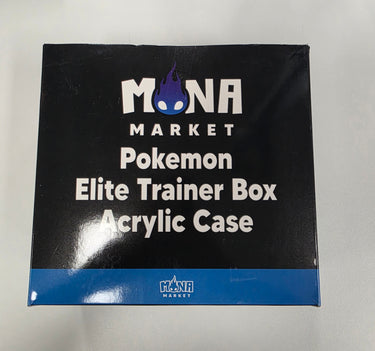 MANA
MARKET
Pokemon
Elite Trainer Box
Acrylic Case
MANA
MARKET